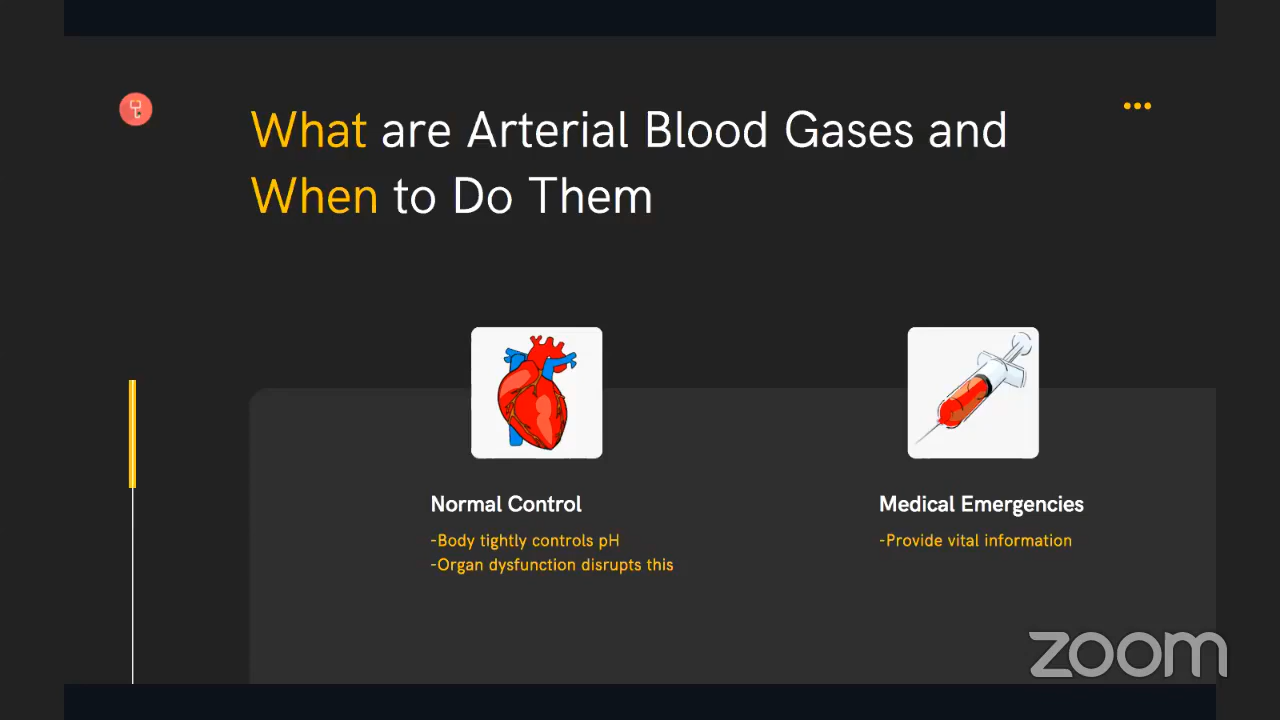 What are Arterial Blood Gases and
When to Do Them
Normal Control
-Body tightly controls pH
-Organ dysfunction disrupts this
Medical Emergencies
-Provide vital information
zoom